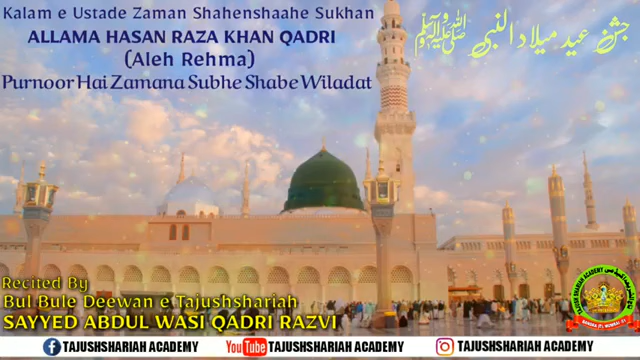 Kalam e Ustade Zaman Shahenshaahe Sukhan
ALLAMA HASAN RAZA KHAN QADRI
(Aleh Rehma)
Purnoor Hai Zamana Subhe Shabe Wiladat
جشن عید میلاد النبی ﷺ
Recited By
Bul Bule Deewan e Tajushshariah
SAYYED ABDUL WASI QADRI RAZVI
TAJUSHSHARIAH ACADEMY
YouTube TAJUSHSHARIAH ACADEMY
TAJUSHSHARIAH ACADEMY